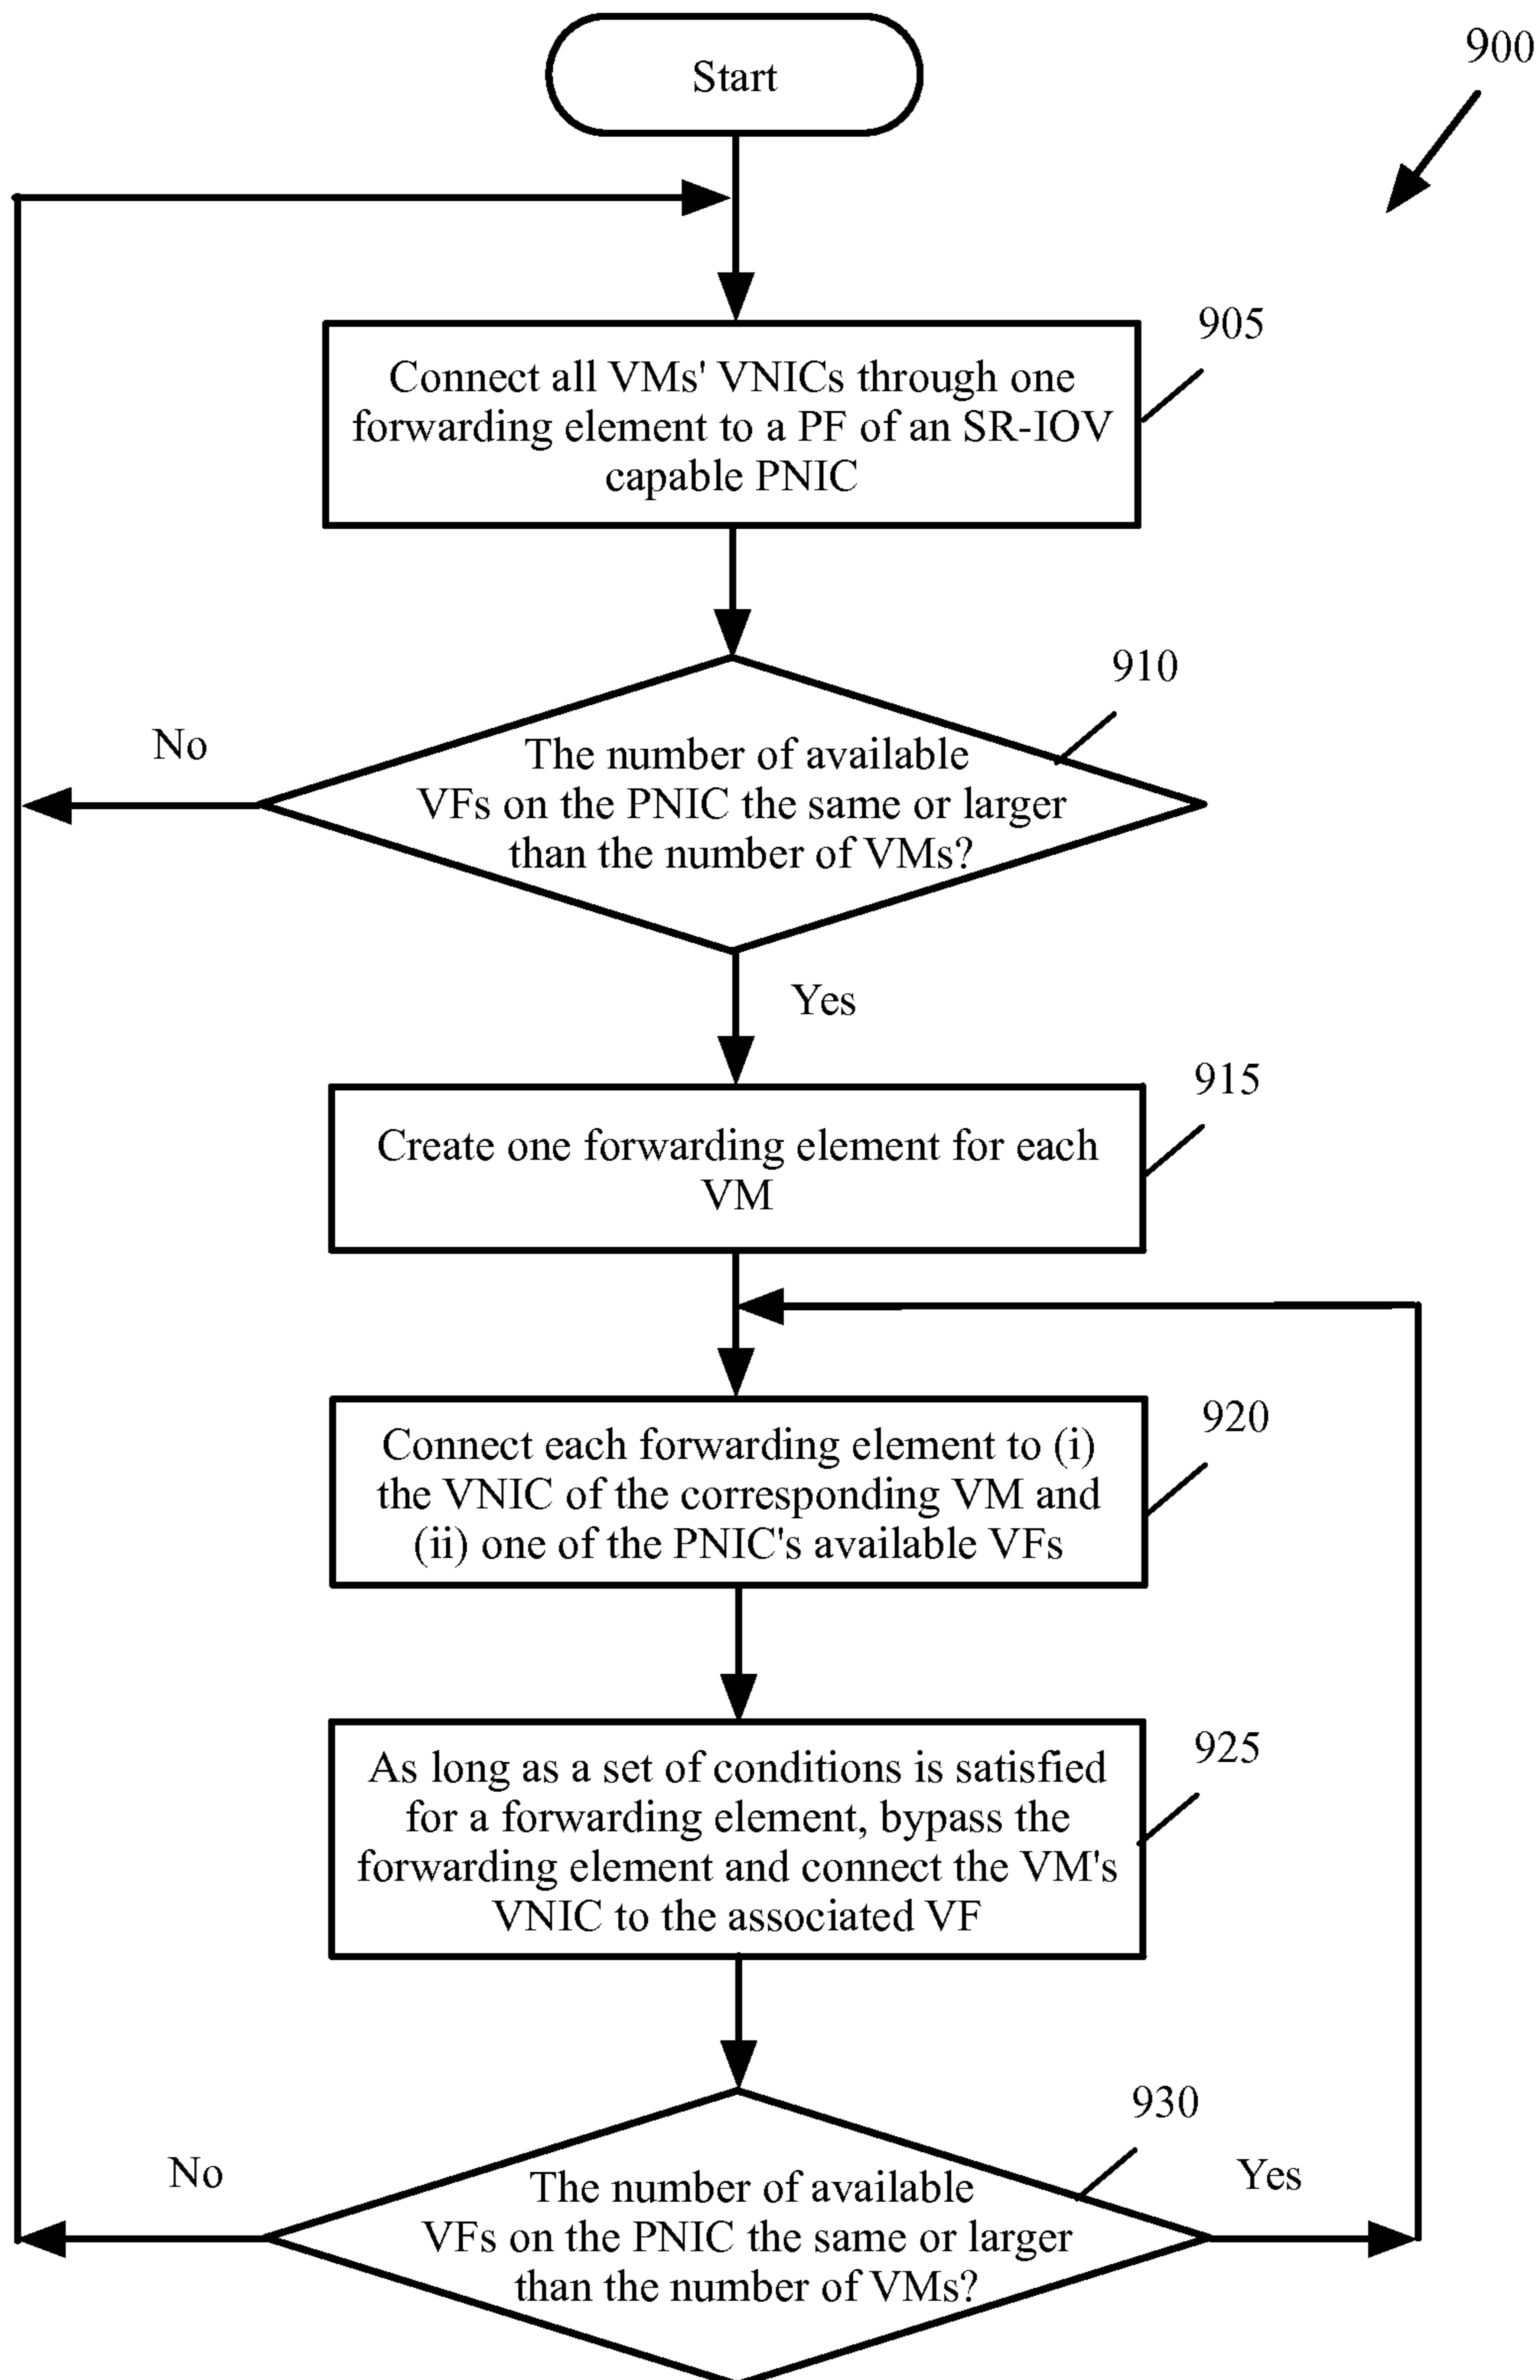 Start
900
Connect all VMs' VNICs through one
forwarding element to a PF of an SR-IOV
capable PNIC
905
910
No
The number of available
VFs on the PNIC the same or larger
than the number of VMs?
Yes
915
Create one forwarding element for each
VM
920
Connect each forwarding element to (i)
the VNIC of the corresponding VM and
(ii) one of the PNIC's available VFs
925
As long as a set of conditions is satisfied
for a forwarding element, bypass the
forwarding element and connect the VM's
VNIC to the associated VF
930
No
Yes
The number of available
VFs on the PNIC the same or larger
than the number of VMs?